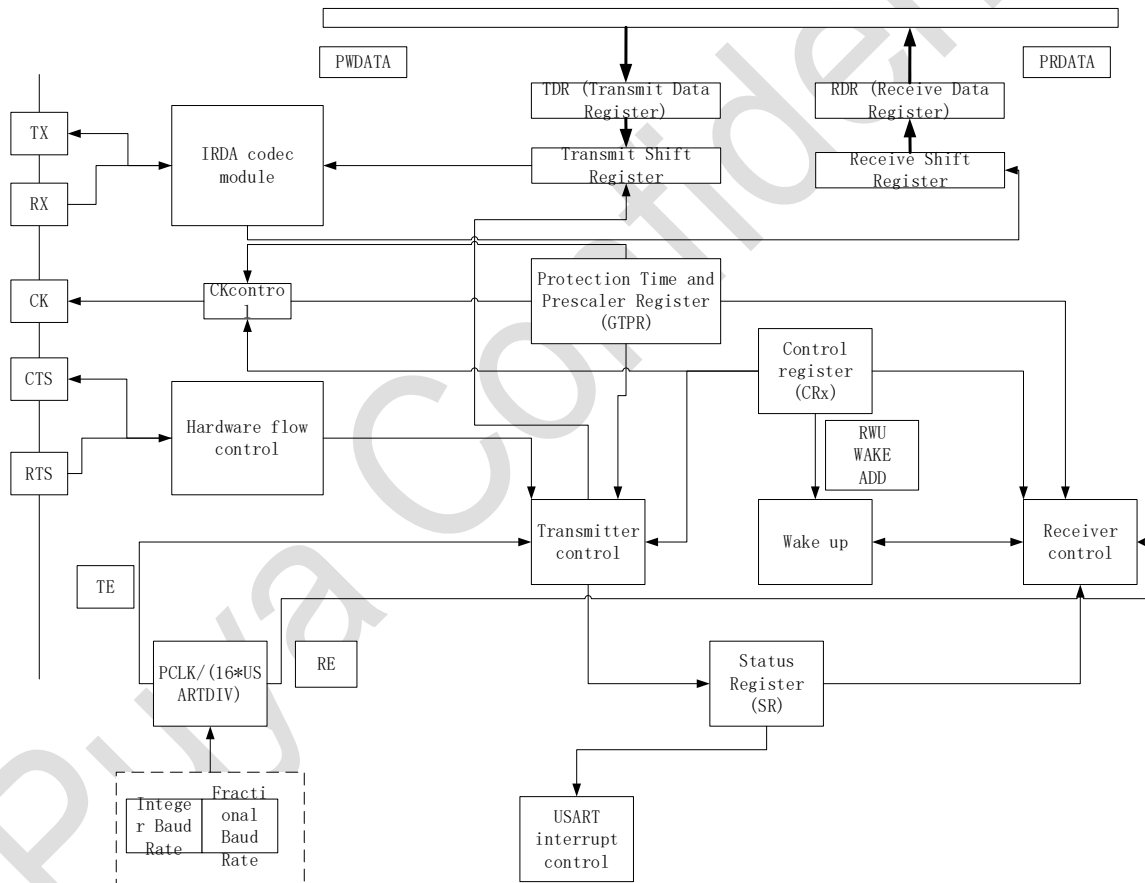 PWDATA
PRDATA
TDR (Transmit Data
Register)
RDR (Receive Data
Register)
TX
IRDA codec
module
Transmit Shift
Register
Receive Shift
Register
RX
CK
CKcontro
l
Protection Time and
Prescaler Register
(GTPR)
CTS
Control
register
(CRx)
Hardware flow
control
RTS
RWU
WAKE
ADD
Transmitter
control
Wake up
Receiver
control
TE
RE
PCLK/(16*US
ARTDIV)
Status
Register
(SR)
Intege
r Baud
Rate
Fracti
onal
Baud
Rate
USART
interrupt
control
Puya Confiden